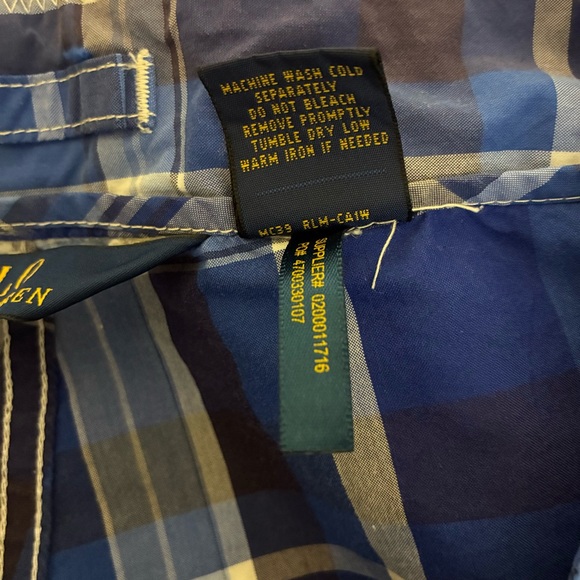 MACHINE WASH COLD
SEPARATELY
DO NOT BLEACH
REMOVE PROMPTLY
TUMBLE DRY LOW
WARM IRON IF NEEDED
MC39 RLM-CA1W
SUPPLIER# 0200011716
PO# 4700330107